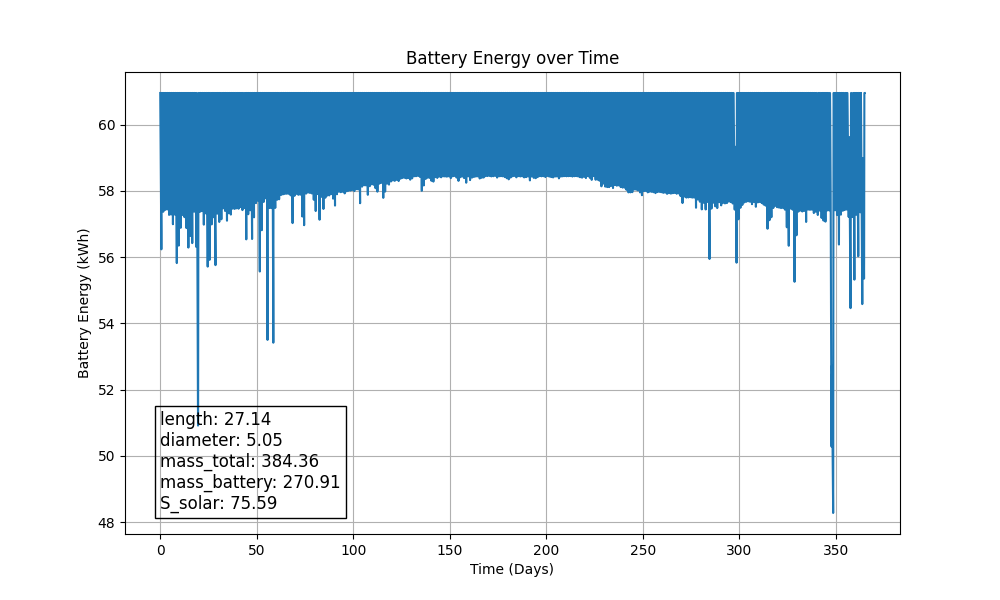 Battery Energy over Time
Battery Energy (kWh)
60
58
56
54
52
50
48
length: 27.14
diameter: 5.05
mass_total: 384.36
mass_battery: 270.91
S_solar: 75.59
0 50 100 150 200 250 300 350
Time (Days)